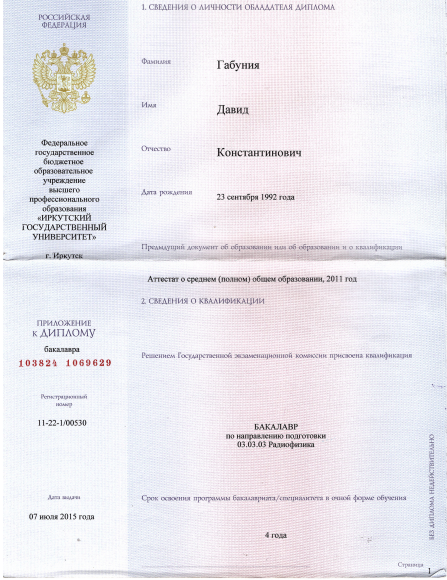 РОССИЙСКАЯ
ФЕДЕРАЦИЯ
Федеральное
государственное
бюджетное
образовательное
учреждение
высшего
профессионального
образования
«ИРКУТСКИЙ
ГОСУДАРСТВЕННЫЙ
УНИВЕРСИТЕТ»
г. Иркутск
ПРИЛОЖЕНИЕ
к ДИПЛОМУ
бакалавра
103824 1069629
Регистрационный
номер
11-22-1/00530
Дата выдачи
07 июля 2015 года
1. СВЕДЕНИЯ О ЛИЧНОСТИ ОБЛАДАТЕЛЯ ДИПЛОМА
Фамилия
Габуния
Имя
Давид
Отчество
Константинович
Дата рождения
23 сентября 1992 года
Предыдущий документ об образовании или об образовании и о квалификации
Аттестат о среднем (полном) общем образовании, 2011 год
2. СВЕДЕНИЯ О КВАЛИФИКАЦИИ
Решением Государственной экзаменационной комиссии присвоена квалификация
БАКАЛАВР
по направлению подготовки
03.03.03 Радиофизика
Срок освоения программы бакалавриата/специалитета в очной форме обучения
4 года
БЕЗ ДИПЛОМА НЕДЕЙСТВИТЕЛЬНО
Страница 1